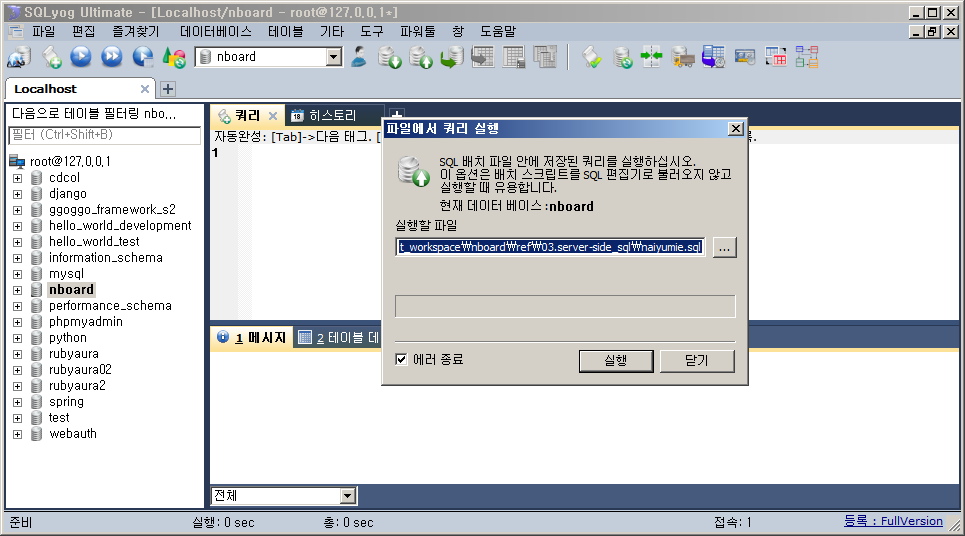 SQLyog Ultimate - [Localhost/nboard - root@127.0.0.1*]
파일 편집 즐겨찾기 데이터베이스 테이블 기타 도구 파워툴 창 도움말
nboard
Localhost
다음으로 테이블 필터링 nbo...
필터 (Ctrl+Shift+B)
root@127.0.0.1
cdcol
django
ggoggo_framework_s2
hello_world_development
hello_world_test
information_schema
mysql
nboard
performance_schema
phpmyadmin
python
rubyaura
rubyaura02
rubyaura2
spring
test
webauth
쿼리 히스토리
자동완성: [Tab]->다음 태그. [
록.
1
파일에서 쿼리 실행
SQL 배치 파일 안에 저장된 쿼리를 실행하십시오.
이 옵션은 배치 스크립트를 SQL 편집기로 불러오지 않고
실행할 때 유용합니다.
현재 데이터 베이스 :nboard
실행할 파일
t_workspace₩nboard₩ref₩03.server-side_sql₩naiyumie.sql
...
에러 종료
실행
닫기
1 메시지 2 테이블 데
전체
준비 실행: 0 sec 총: 0 sec 접속: 1 등록 : FullVersion